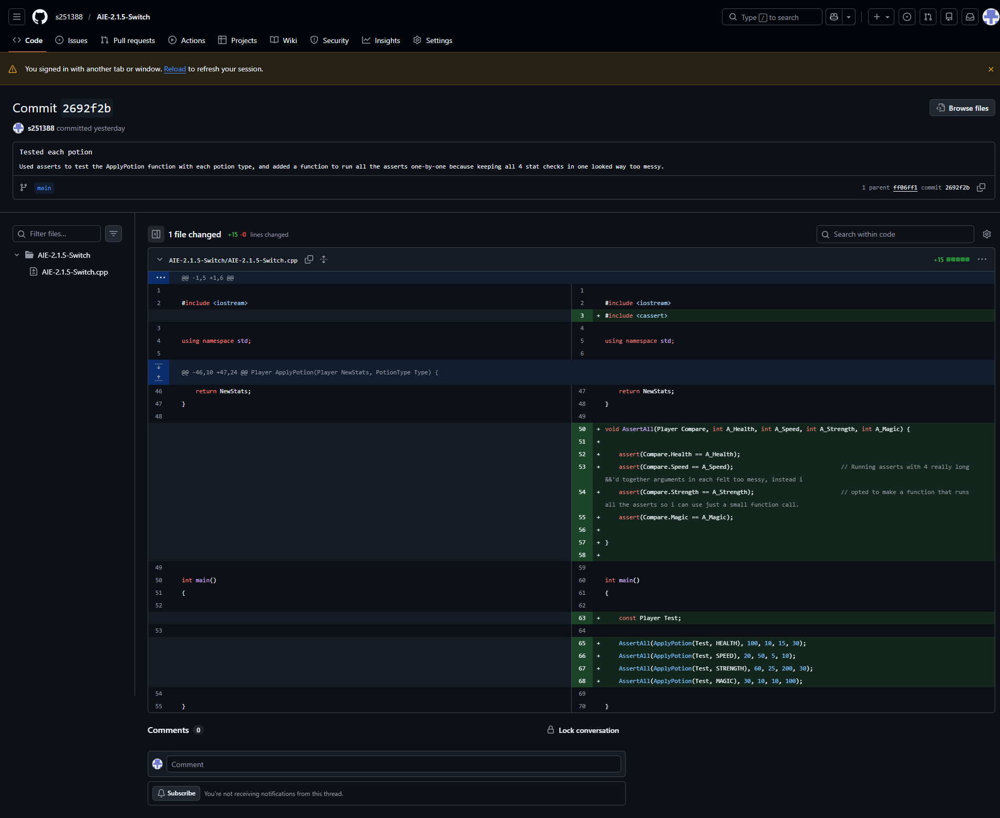 s251388 / AIE-2.1.5-Switch
Type / to search
Code Issues Pull requests Actions Projects Wiki Security Insights Settings
You signed in with another tab or window. Reload to refresh your session.
Commit 2692f2b
Browse files
s251388 committed yesterday
Tested each potion
Used asserts to test the ApplyPotion function with each potion type, and added a function to run all the asserts one-by-one because keeping all 4 stat checks in one looked way too messy.
main
1 parent ff06ff1 commit 2692f2b
Filter files...
AIE-2.1.5-Switch
AIE-2.1.5-Switch.cpp
1 file changed +15 -0 lines changed
Search within code
AIE-2.1.5-Switch/AIE-2.1.5-Switch.cpp
+15
@@ -1,5 +1,6 @@
1 1
2 #include <iostream> 2 #include <iostream>
3 + #include <cassert>
3 4
4 using namespace std; 5 using namespace std;
5 6
@@ -46,10 +47,24 @@ Player ApplyPotion(Player NewStats, PotionType Type) {
46 return NewStats; 47 return NewStats;
47 } 48 }
48 49
50 + void AssertAll(Player Compare, int A_Health, int A_Speed, int A_Strength, int A_Magic) {
51 +
52 + assert(Compare.Health == A_Health);
53 + assert(Compare.Speed == A_Speed); // Running asserts with 4 really long
&&'d together arguments in each felt too messy, instead i
54 + assert(Compare.Strength == A_Strength); // opted to make a function that runs
all the asserts so i can use just a small function call.
55 + assert(Compare.Magic == A_Magic);
56 +
57 + }
58 +
49 59
50 int main() 60 int main()
51 { 61 {
52 62
63 + const Player Test;
53 64
65 + AssertAll(ApplyPotion(Test, HEALTH), 100, 10, 15, 30);
66 + AssertAll(ApplyPotion(Test, SPEED), 20, 50, 5, 10);
67 + AssertAll(ApplyPotion(Test, STRENGTH), 60, 25, 200, 30);
68 + AssertAll(ApplyPotion(Test, MAGIC), 30, 10, 10, 100);
54 69
55 } 70 }
Comments 0
Lock conversation
Comment
Subscribe You're not receiving notifications from this thread.